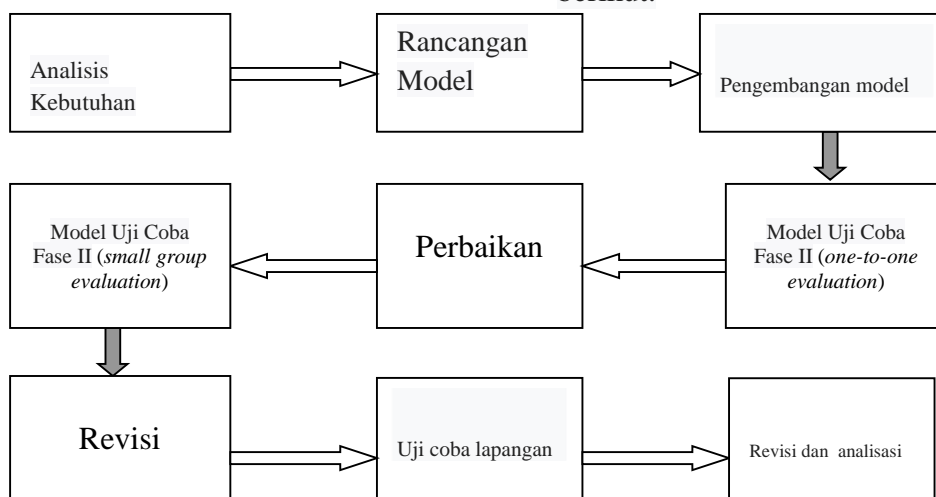 berikut:
Analisis
Kebutuhan
Rancangan
Model
Pengembangan model
Model Uji Coba
Fase II (one-to-one
evaluation)
Perbaikan
Model Uji Coba
Fase II (small group
evaluation)
Revisi
Uji coba lapangan
Revisi dan analisasi